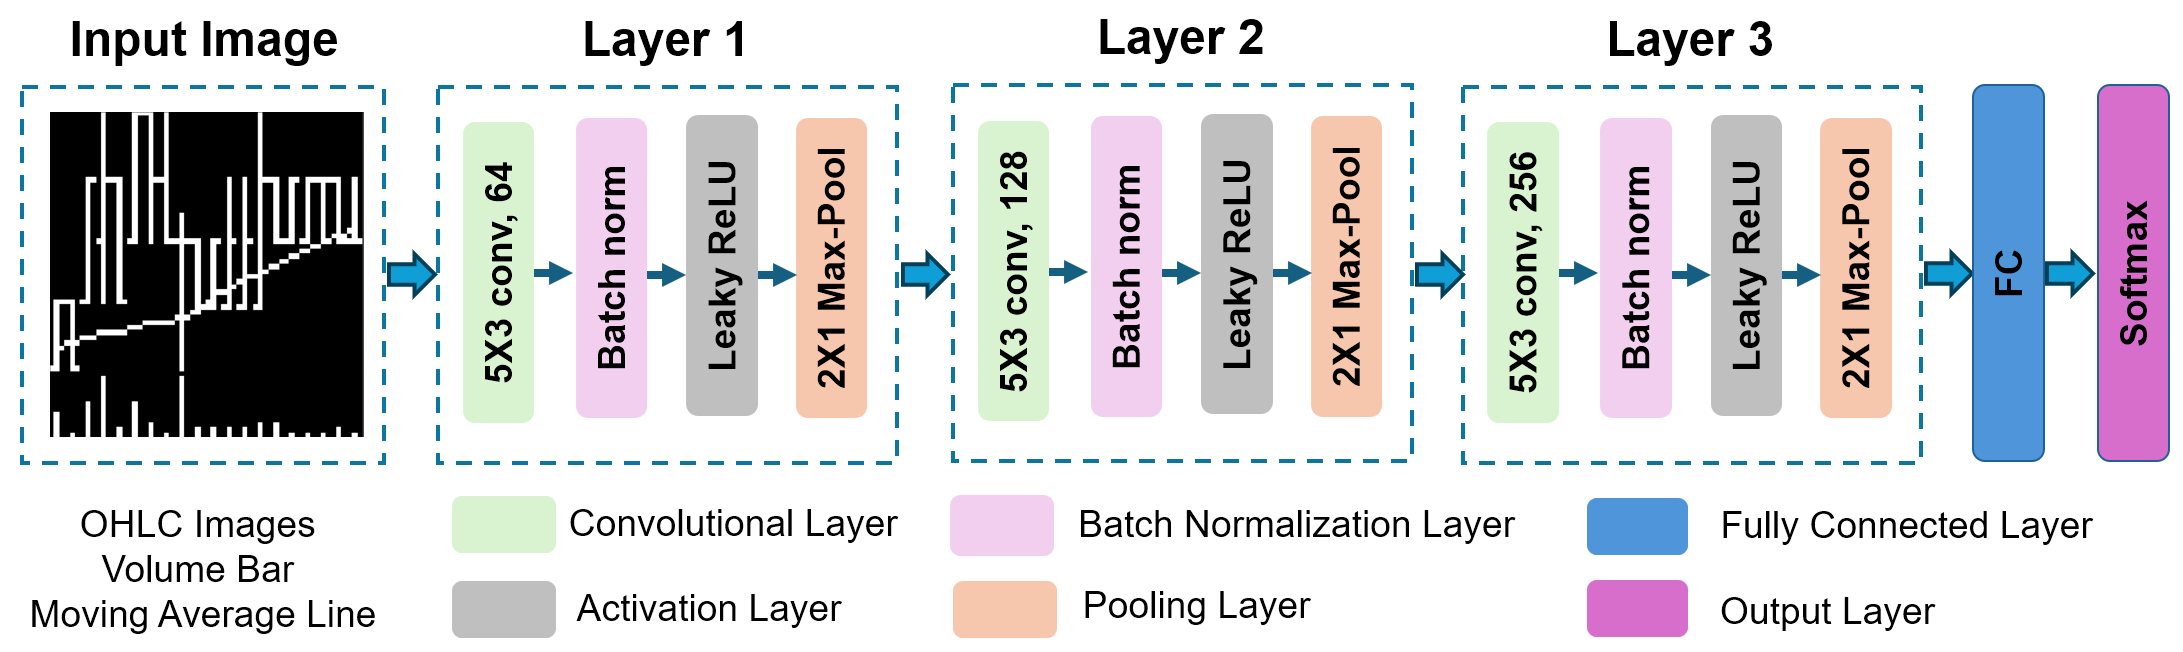 Input Image
Layer 1
Layer 2
Layer 3
5X3 conv, 64
Batch norm
Leaky ReLU
2X1 Max-Pool
5X3 conv, 128
Batch norm
Leaky ReLU
2X1 Max-Pool
5X3 conv, 256
Batch norm
Leaky ReLU
2X1 Max-Pool
FC
Softmax
OHLC Images
Volume Bar
Moving Average Line
Convolutional Layer
Batch Normalization Layer
Fully Connected Layer
Activation Layer
Pooling Layer
Output Layer